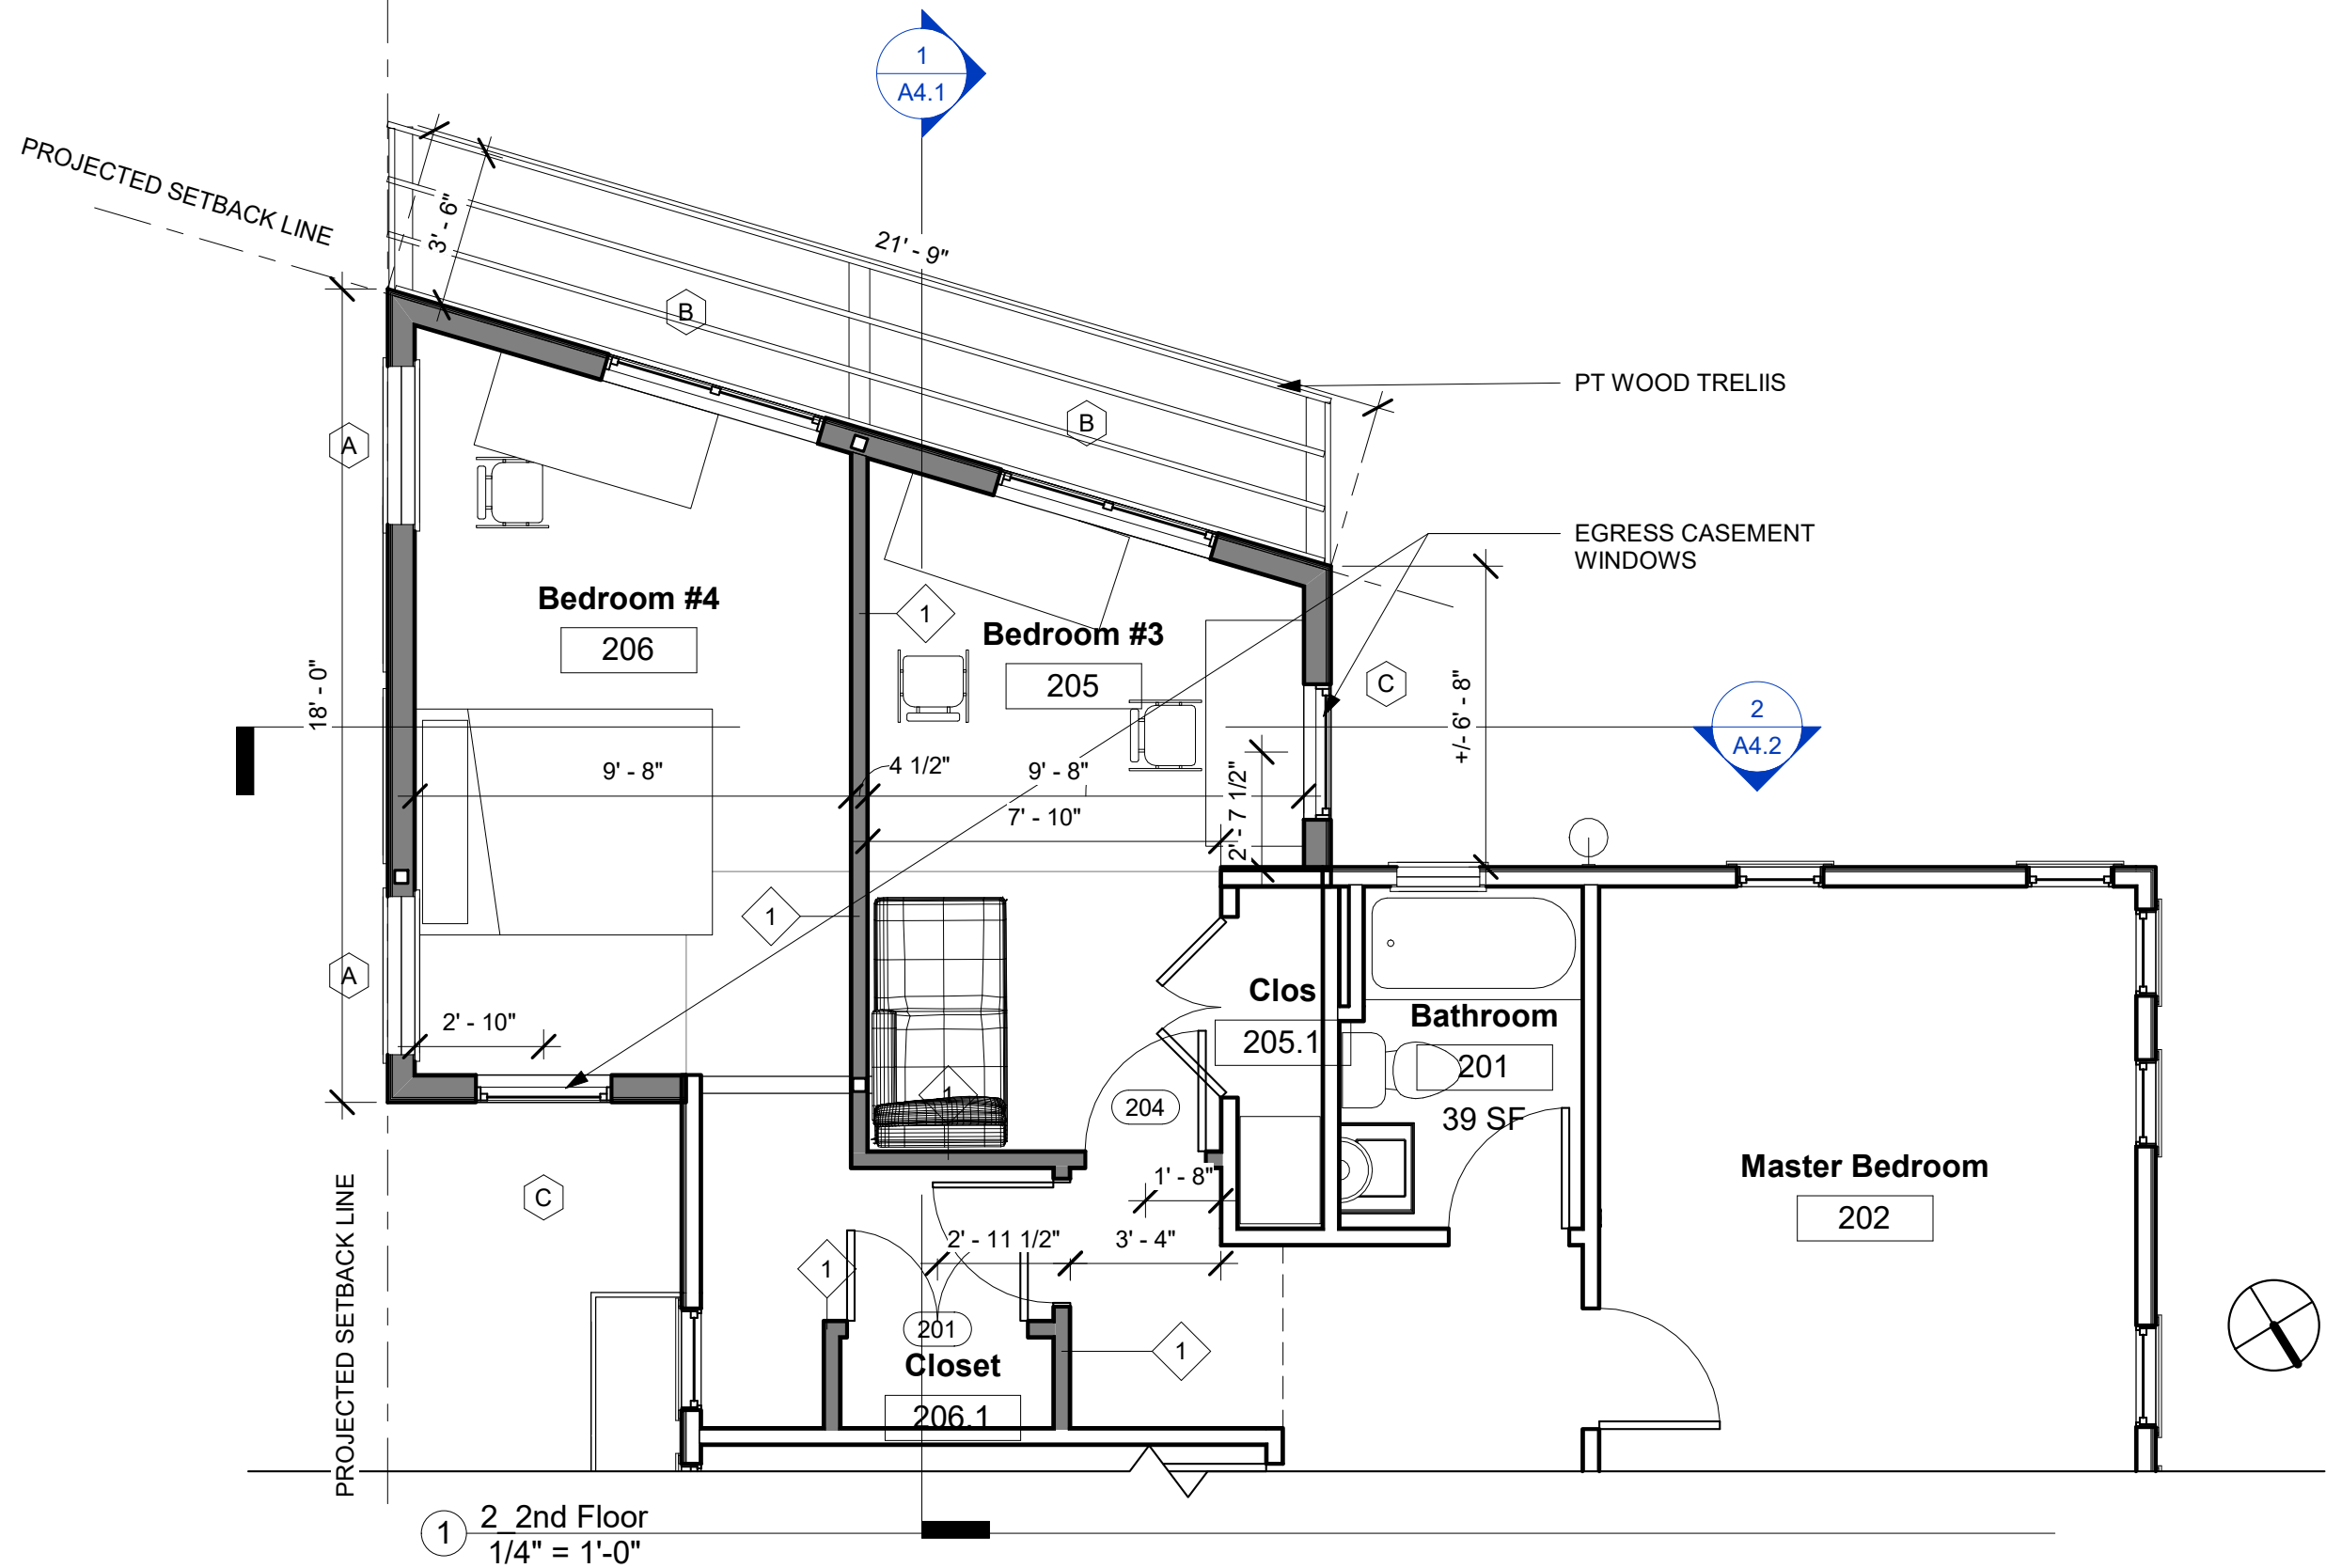 1
A4.1
PROJECTED SETBACK LINE
3' - 6"
21' - 9"
B
B
PT WOOD TRELIIS
A
EGRESS CASEMENT
WINDOWS
Bedroom #4
206
1
Bedroom #3
205
C
18' - 0"
+/- 6' - 8"
2
A4.2
9' - 8"
4 1/2"
9' - 8"
7' - 10"
2' - 7 1/2"
1
A
2' - 10"
Clos
205.1
Bathroom
201
39 SF
1
204
Master Bedroom
202
1' - 8"
C
2' - 11 1/2"
3' - 4"
1
201
1
Closet
206.1
PROJECTED SETBACK LINE
1
2_2nd Floor
1/4" = 1'-0"